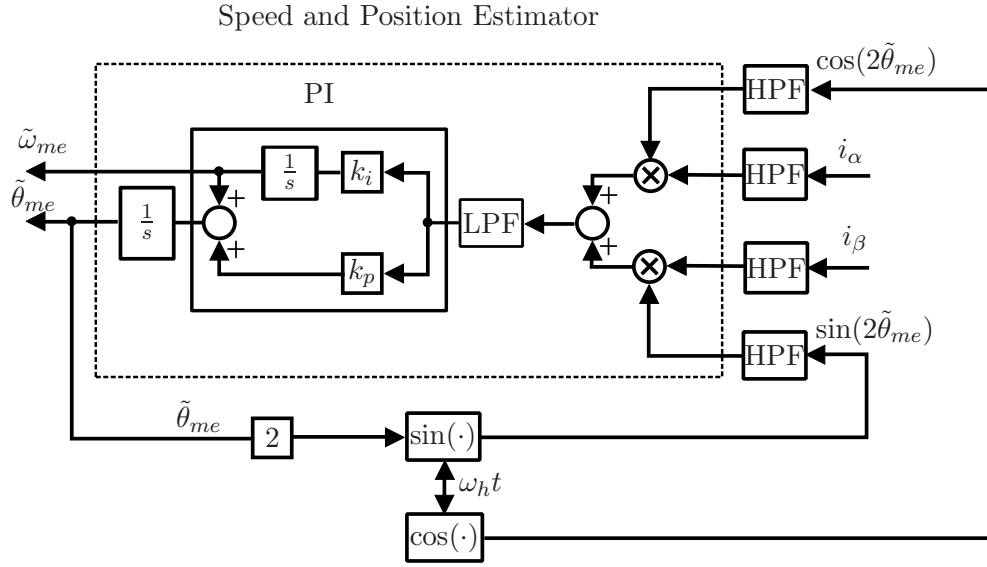 Speed and Position Estimator
PI
HPF
cos(2θ̃_me)
ω̃_me
1/s
k_i
+
HPF
i_α
θ̃_me
1/s
+
LPF
+
+
k_p
HPF
i_β
HPF
sin(2θ̃_me)
θ̃_me
2
sin(·)
ω_h t
cos(·)